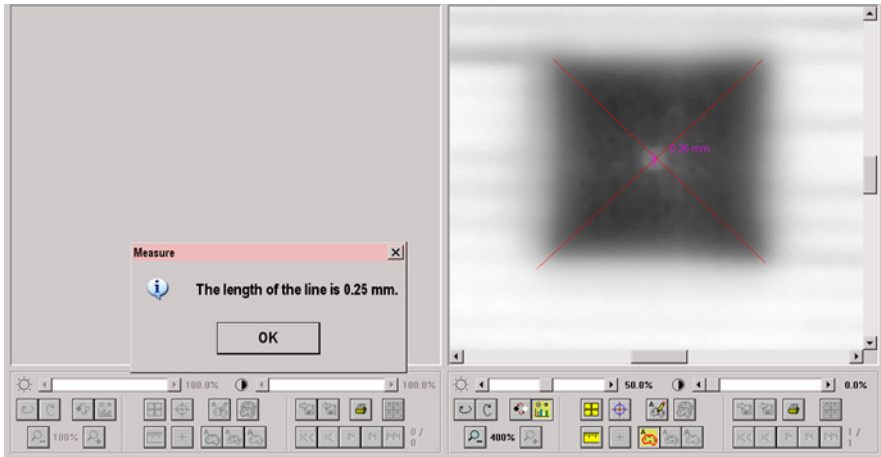 0.25 mm
Measure
The length of the line is 0.25 mm.
OK
100.0%
100.0%
50.0%
0.0%
100%
0 /
0
400%
1 /
1